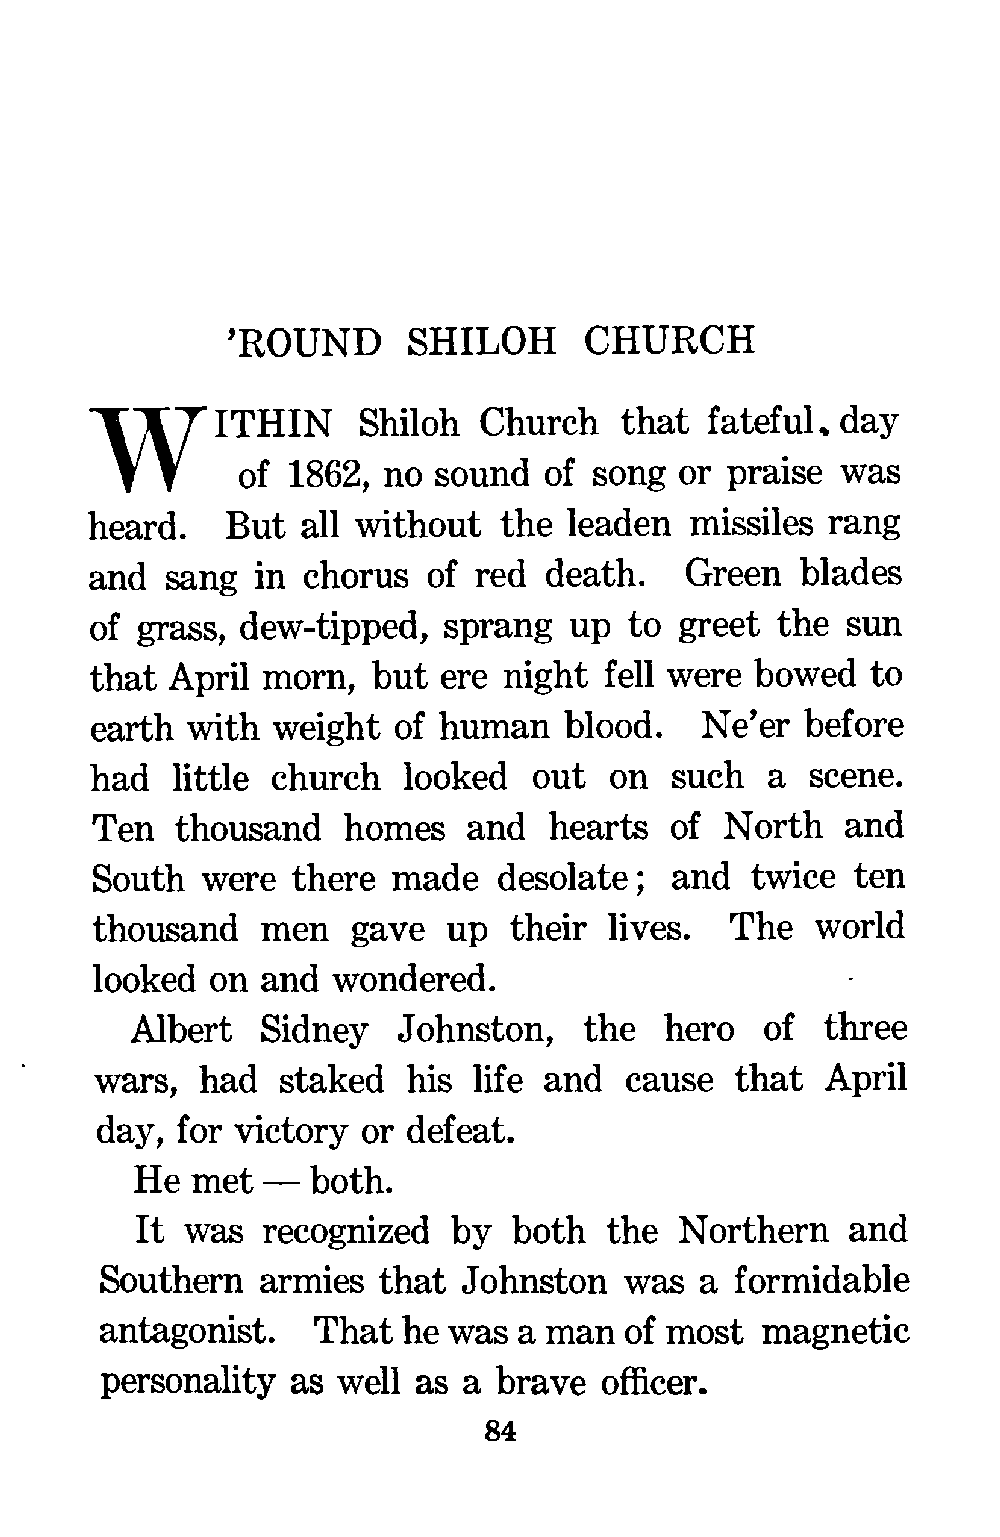 ’ROUND SHILOH CHURCH
WITHIN Shiloh Church that fateful. day
of 1862, no sound of song or praise was
heard. But all without the leaden missiles rang
and sang in chorus of red death. Green blades
of grass, dew-tipped, sprang up to greet the sun
that April morn, but ere night fell were bowed to
earth with weight of human blood. Ne’er before
had little church looked out on such a scene.
Ten thousand homes and hearts of North and
South were there made desolate; and twice ten
thousand men gave up their lives. The world
looked on and wondered.
Albert Sidney Johnston, the hero of three
wars, had staked his life and cause that April
day, for victory or defeat.
He met — both.
It was recognized by both the Northern and
Southern armies that Johnston was a formidable
antagonist. That he was a man of most magnetic
personality as well as a brave officer.
84